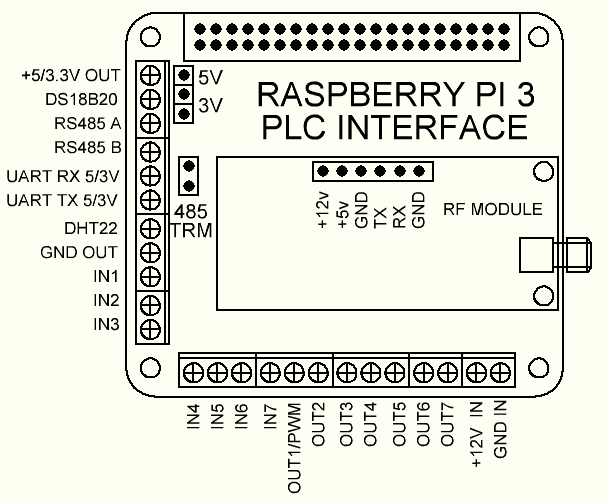 +5/3.3V OUT
DS18B20
RS485 A
RS485 B
UART RX 5/3V
UART TX 5/3V
DHT22
GND OUT
IN1
IN2
IN3
5V
3V
485
TRM
RASPBERRY PI 3
PLC INTERFACE
+12v
+5v
GND
TX
RX
GND
RF MODULE
IN4
IN5
IN6
IN7
OUT1/PWM
OUT2
OUT3
OUT4
OUT5
OUT6
OUT7
+12V IN
GND IN